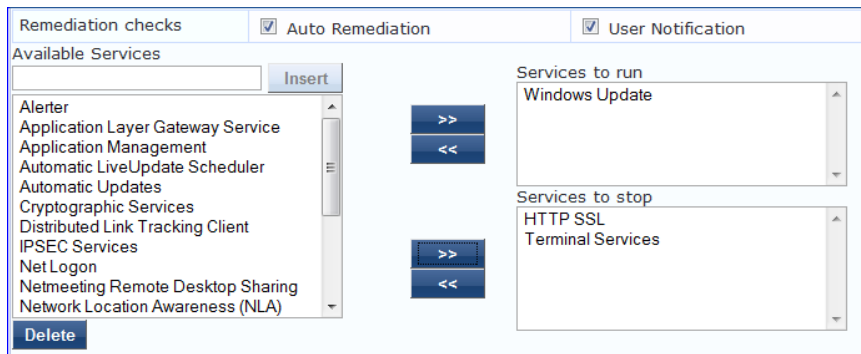 Remediation checks
Auto Remediation
User Notification
Available Services
Insert
Alerter
Application Layer Gateway Service
Application Management
Automatic LiveUpdate Scheduler
Automatic Updates
Cryptographic Services
Distributed Link Tracking Client
IPSEC Services
Net Logon
Netmeeting Remote Desktop Sharing
Network Location Awareness (NLA)
Delete
>>
<<
>>
<<
Services to run
Windows Update
Services to stop
HTTP SSL
Terminal Services